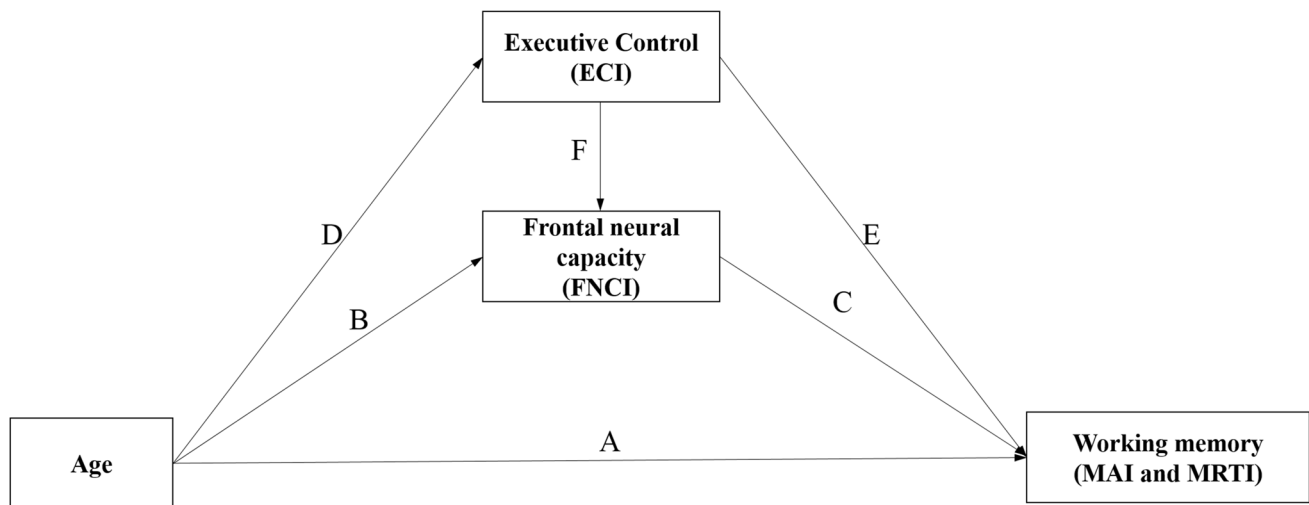 Executive Control
(ECI)
F
Frontal neural
capacity
(FNCI)
D
E
B
C
A
Age
Working memory
(MAI and MRTI)